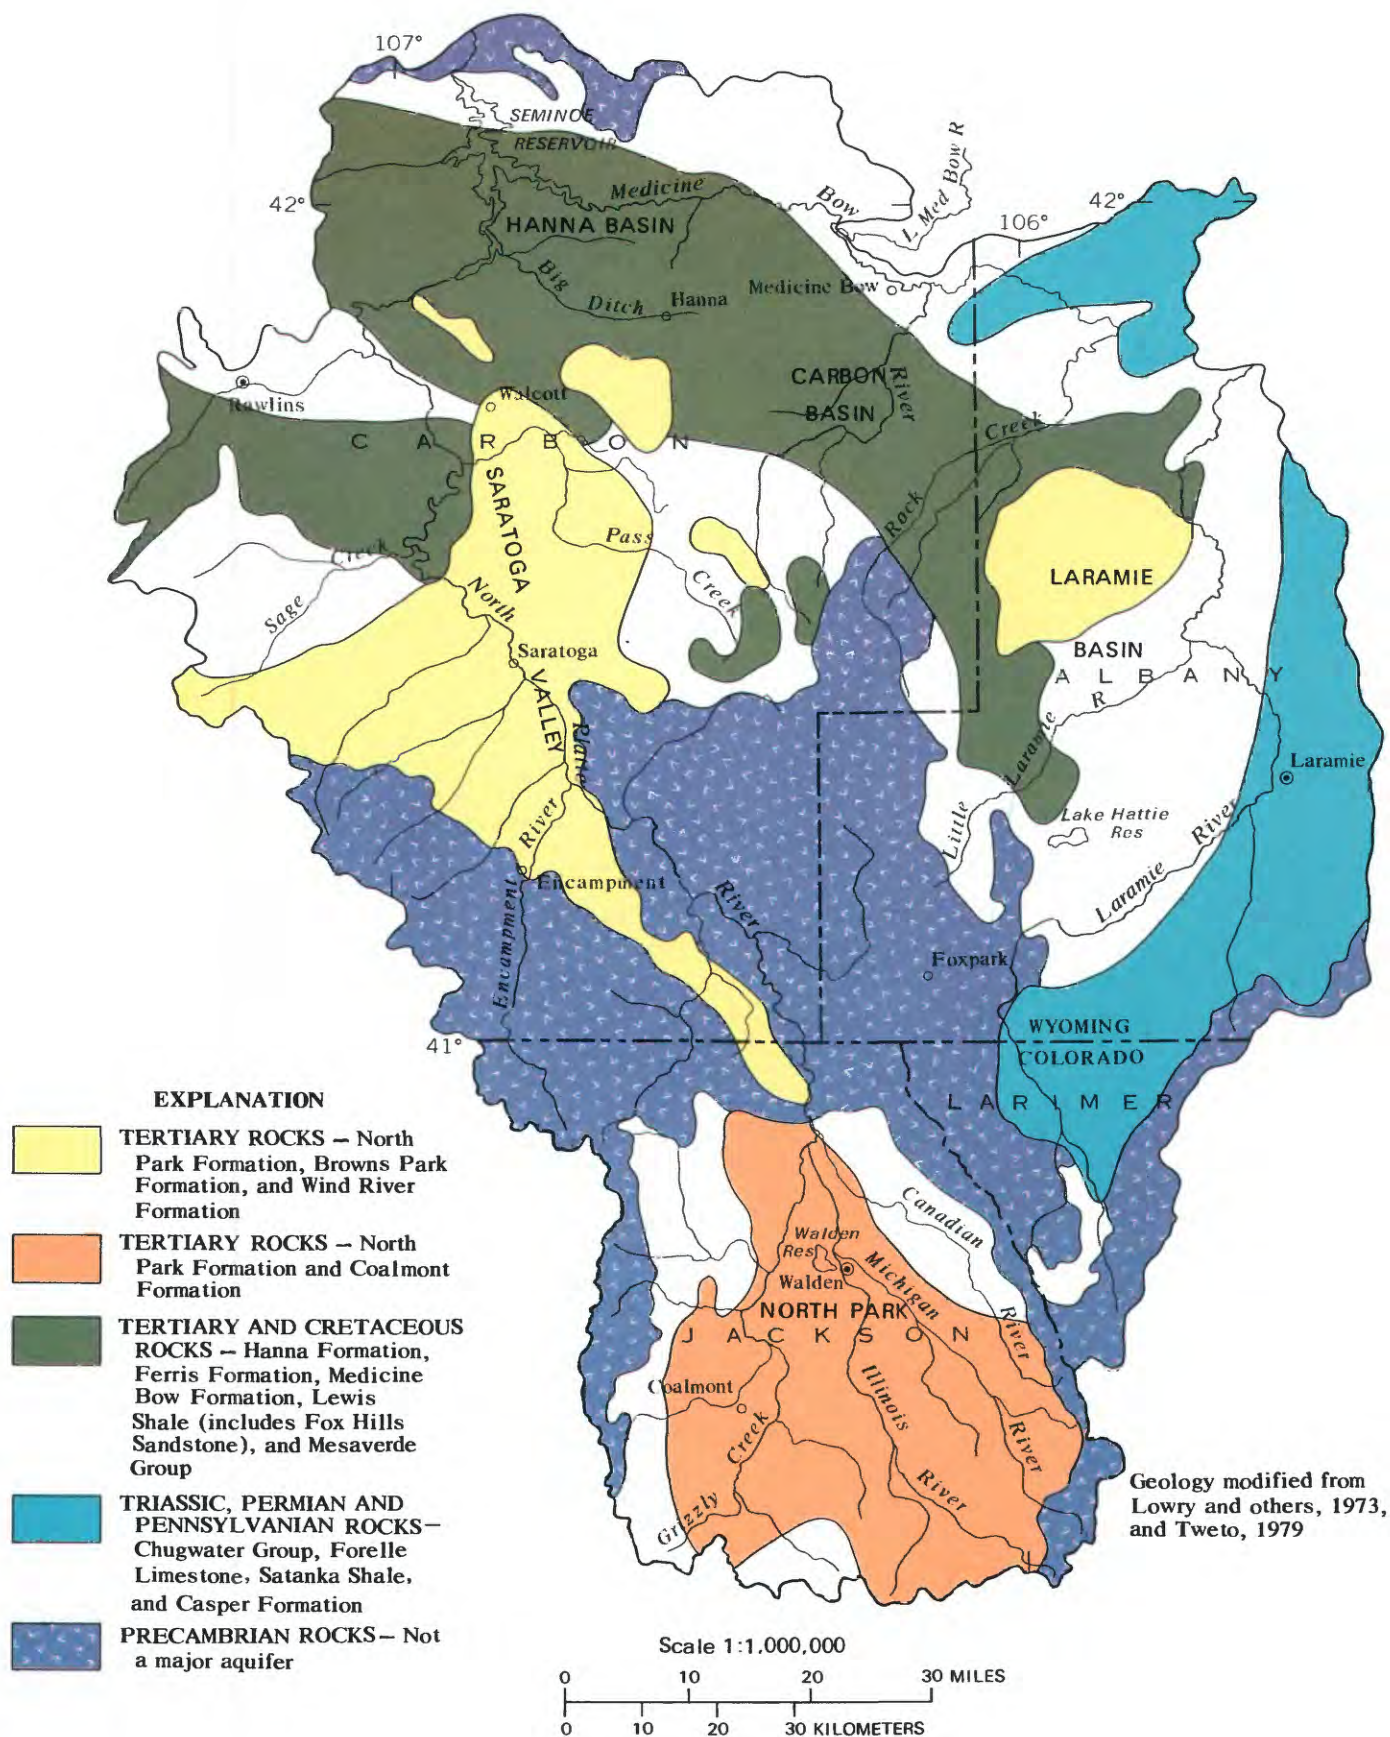 107°
SEMINOE
RESERVOIR
Medicine
Bow
L Med Bow R
42°
42°
106°
HANNA BASIN
Big
Ditch
Hanna
Medicine Bow
CARBON
BASIN
River
Rawlins
Walcott
Creek
CARBON
SARATOGA
VALLEY
Rock
Pass
Creek
LARAMIE
BASIN
Creek
Sage
North
Saratoga
ALBANY
Platte
Laramie R
Little
Laramie
Lake Hattie
Res
River
River
Encampment
Encampment
River
Laramie
Foxpark
WYOMING
41°
COLORADO
LARIMER
Canadian
River
Walden
Res
Walden
Michigan
River
NORTH PARK
JACKSON
Coalmont
Illinois
River
Grizzly
Creek
EXPLANATION
TERTIARY ROCKS — North
Park Formation, Browns Park
Formation, and Wind River
Formation
TERTIARY ROCKS — North
Park Formation and Coalmont
Formation
TERTIARY AND CRETACEOUS
ROCKS — Hanna Formation,
Ferris Formation, Medicine
Bow Formation, Lewis
Shale (includes Fox Hills
Sandstone), and Mesaverde
Group
TRIASSIC, PERMIAN AND
PENNSYLVANIAN ROCKS—
Chugwater Group, Forelle
Limestone, Satanka Shale,
and Casper Formation
PRECAMBRIAN ROCKS— Not
a major aquifer
Geology modified from
Lowry and others, 1973,
and Tweto, 1979
Scale 1:1,000,000
0 10 20 30 MILES
0 10 20 30 KILOMETERS